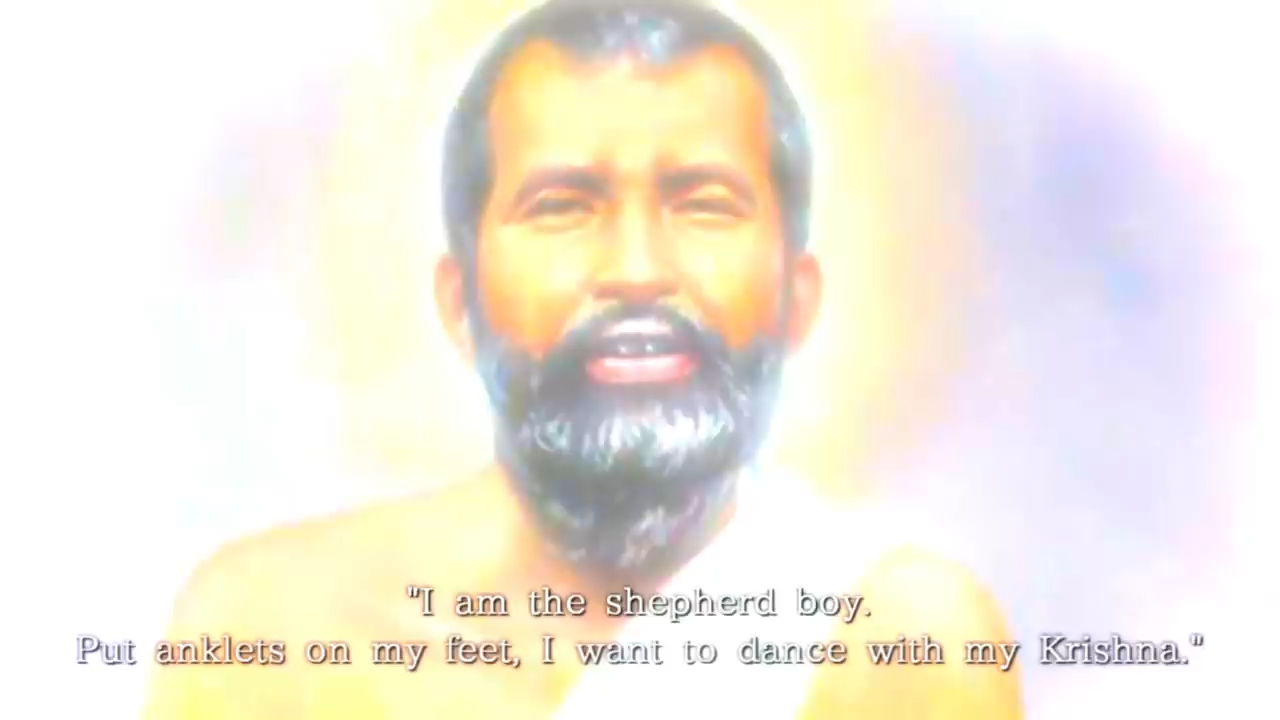 "I am the shepherd boy.
Put anklets on my feet, I want to dance with my Krishna."